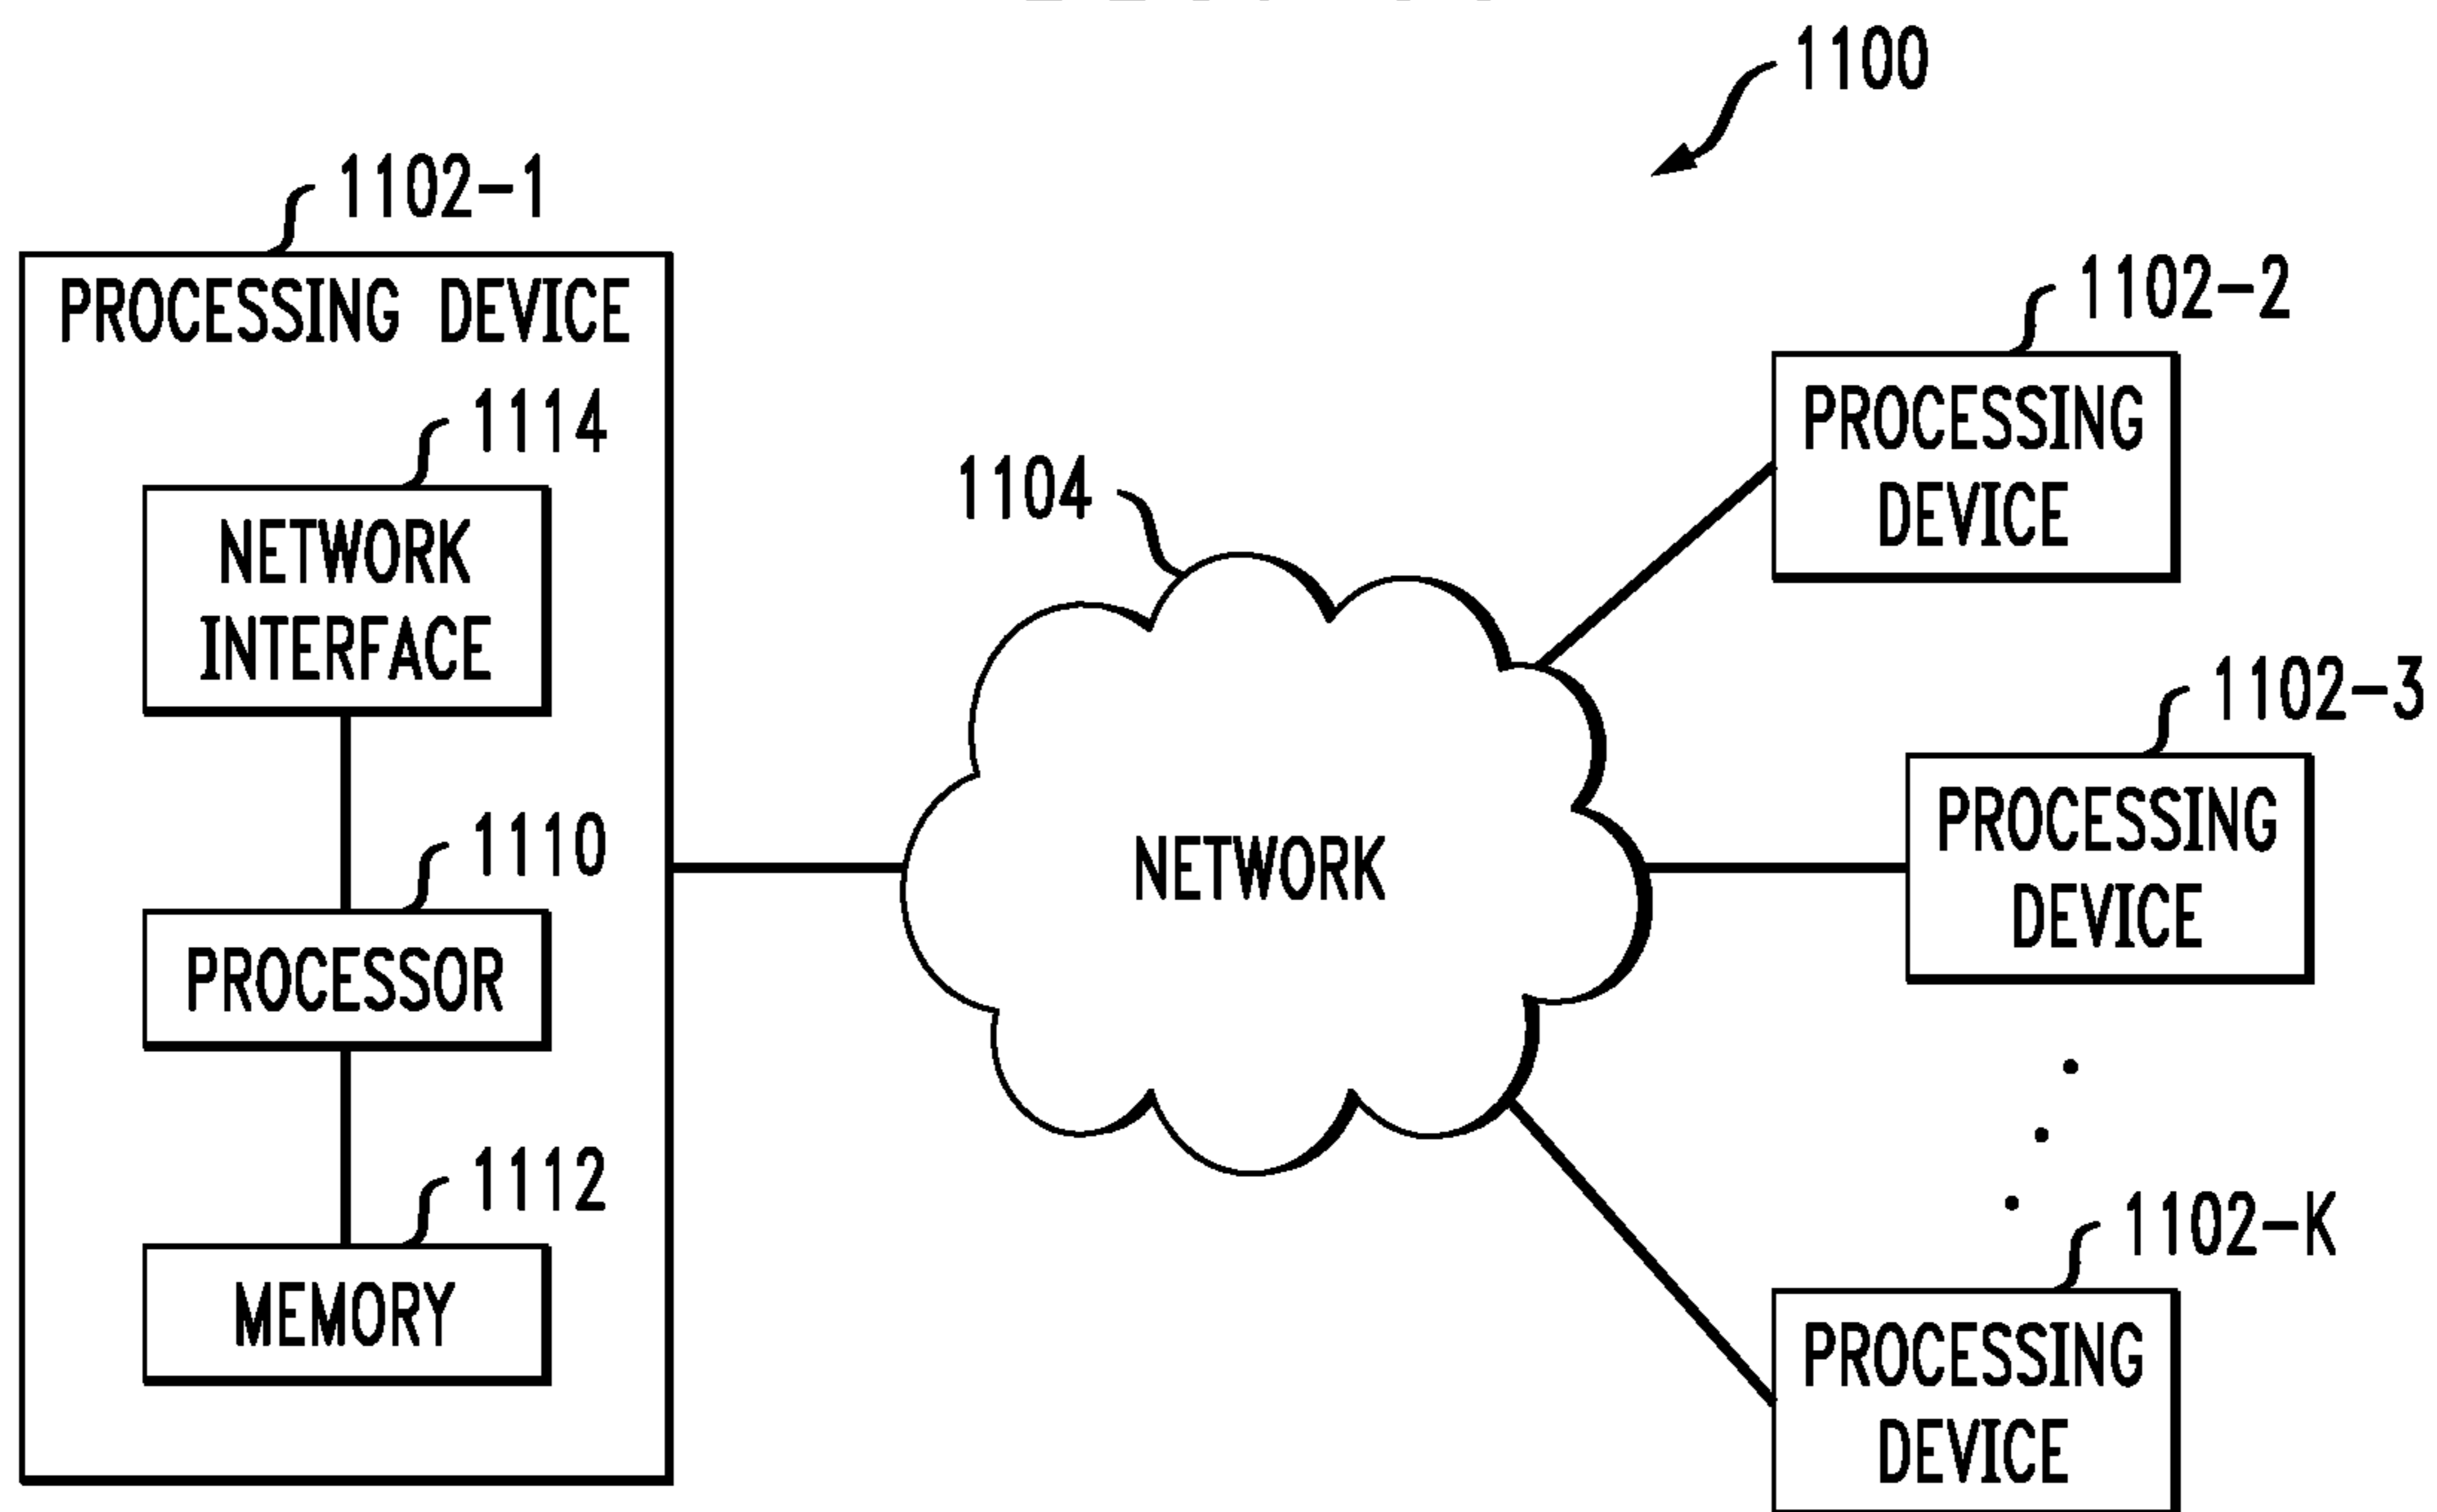 1100
1102-1
PROCESSING DEVICE
1114
NETWORK
INTERFACE
1110
PROCESSOR
1112
MEMORY
1104
NETWORK
1102-2
PROCESSING
DEVICE
1102-3
PROCESSING
DEVICE
1102-K
PROCESSING
DEVICE